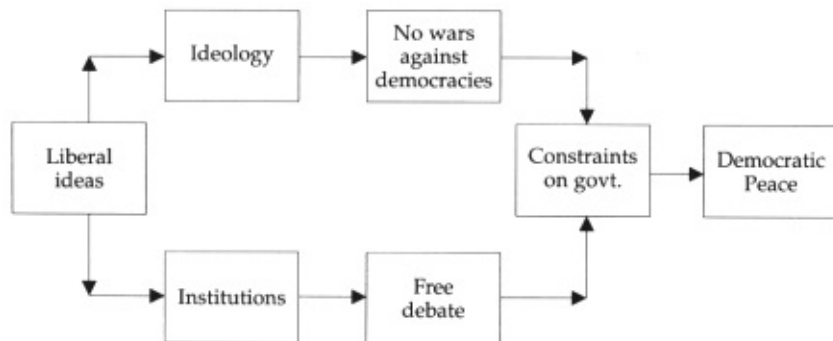 Ideology
No wars
against
democracies
Liberal
ideas
Constraints
on govt.
Democratic
Peace
Institutions
Free
debate